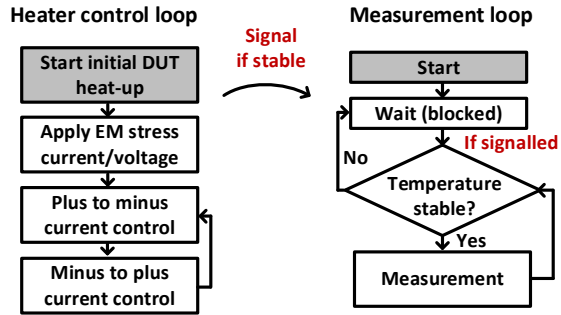 Heater control loop
Start initial DUT
heat-up
Apply EM stress
current/voltage
Plus to minus
current control
Minus to plus
current control
Signal
if stable
Measurement loop
Start
Wait (blocked)
If signalled
No
Temperature
stable?
Yes
Measurement